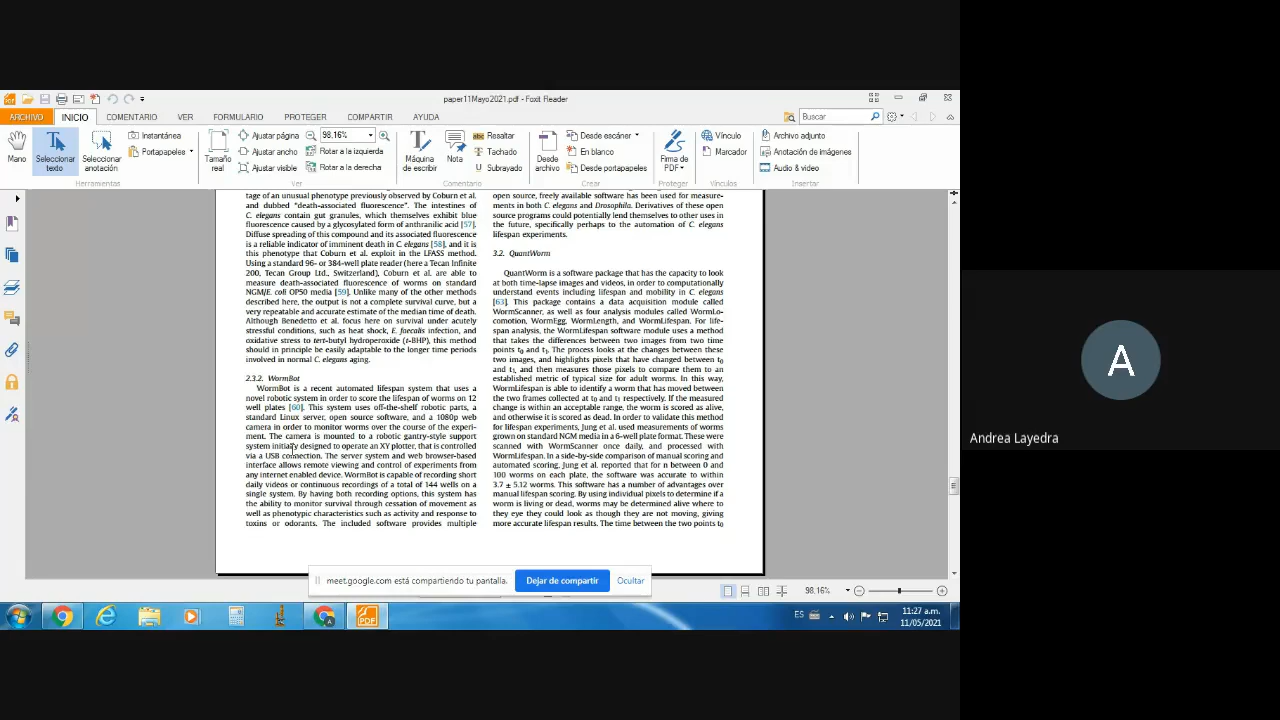 paper11Mayo2021.pdf - Foxit Reader
ARCHIVO INICIO COMENTARIO VER FORMULARIO PROTEGER COMPARTIR AYUDA
Buscar
Mano
Seleccionar texto
Seleccionar anotación
Instantánea
Portapapeles
Herramientas
Tamaño real
Ajustar página
Ajustar ancho
Ajustar visible
98,16%
Rotar a la izquierda
Rotar a la derecha
Ver
Máquina de escribir
Nota
Resaltar
Tachado
Subrayado
Comentario
Desde archivo
Desde escáner
En blanco
Desde portapapeles
Crear
Firma de PDF
Proteger
Vínculo
Marcador
Vínculos
Archivo adjunto
Anotación de imágenes
Audio & video
Insertar
tage of an unusual phenotype previously observed by Coburn et al.
and dubbed "death-associated fluorescence". The intestines of
C. elegans contain gut granules, which themselves exhibit blue
fluorescence caused by a glycosylated form of anthranilic acid [57].
Diffuse spreading of this compound and its associated fluorescence
is a reliable indicator of imminent death in C. elegans [58], and it is
this phenotype that Coburn et al. exploit in the LFASS method.
Using a standard 96- or 384-well plate reader (here a Tecan Infinite
200, Tecan Group Ltd., Switzerland), Coburn et al. are able to
measure death-associated fluorescence of worms on standard
NGM/E. coli OP50 media [59]. Unlike many of the other methods
described here, the output is not a complete survival curve, but a
very repeatable and accurate estimate of the median time of death.
Although Benedetto et al. focus here on survival under acutely
stressful conditions, such as heat shock, E. faecalis infection, and
oxidative stress to tert-butyl hydroperoxide (t-BHP), this method
should in principle be easily adaptable to the longer time periods
involved in normal C. elegans aging.
2.3.2. WormBot
WormBot is a recent automated lifespan system that uses a
novel robotic system in order to score the lifespan of worms on 12
well plates [60]. This system uses off-the-shelf robotic parts, a
standard Linux server, open source software, and a 1080p web
camera in order to monitor worms over the course of the experi-
ment. The camera is mounted to a robotic gantry-style support
system initially designed to operate an XY plotter, that is controlled
via a USB connection. The server system and web browser-based
interface allows remote viewing and control of experiments from
any internet enabled device. WormBot is capable of recording short
daily videos or continuous recordings of a total of 144 wells on a
single system. By having both recording options, this system has
the ability to monitor survival through cessation of movement as
well as phenotypic characteristics such as activity and response to
toxins or odorants. The included software provides multiple
open source, freely available software has been used for measure-
ments in both C. elegans and Drosophila. Derivatives of these open
source programs could potentially lend themselves to other uses in
the future, specifically perhaps to the automation of C. elegans
lifespan experiments.
3.2. QuantWorm
QuantWorm is a software package that has the capacity to look
at both time-lapse images and videos, in order to computationally
understand events including lifespan and mobility in C. elegans
[63]. This package contains a data acquisition module called
WormScanner, as well as four analysis modules called WormLo-
comotion, WormEgg, WormLength, and WormLifespan. For life-
span analysis, the WormLifespan software module uses a method
that takes the differences between two images from two time
points t0 and t1. The process looks at the changes between these
two images, and highlights pixels that have changed between t0
and t1, and then measures those pixels to compare them to an
established metric of typical size for adult worms. In this way,
WormLifespan is able to identify a worm that has moved between
the two frames collected at t0 and t1 respectively. If the measured
change is within an acceptable range, the worm is scored as alive,
and otherwise it is scored as dead. In order to validate this method
for lifespan experiments, Jung et al. used measurements of worms
grown on standard NGM media in a 6-well plate format. These were
scanned with WormScanner once daily, and processed with
WormLifespan. In a side-by-side comparison of manual scoring and
automated scoring, Jung et al. reported that for n between 0 and
100 worms on each plate, the software was accurate to within
3.7 ± 5.12 worms. This software has a number of advantages over
manual lifespan scoring. By using individual pixels to determine if a
worm is living or dead, worms may be determined alive where to
they eye they could look as though they are not moving, giving
more accurate lifespan results. The time between the two points t0
meet.google.com está compartiendo tu pantalla.
Dejar de compartir
Ocultar
98.16%
ES
11:27 a.m.
11/05/2021
A
Andrea Layedra